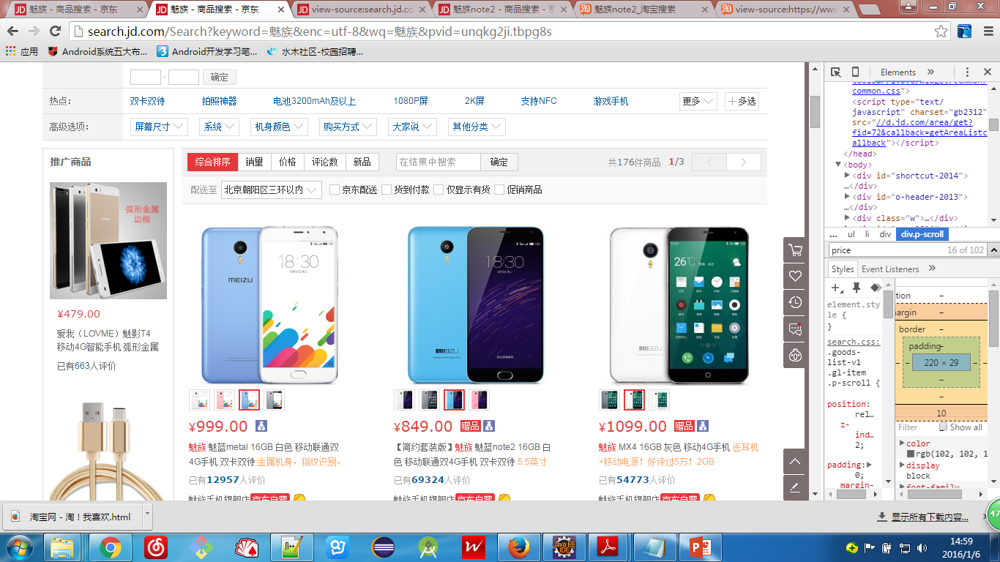 魅族 - 商品搜索 - 京东
魅族 - 商品搜索 - 京东
view-source:search.jd.co
魅族note2 - 商品搜索 - 京
魅族note2_淘宝搜索
view-source:https://www
search.jd.com/Search?keyword=魅族&enc=utf-8&wq=魅族&pvid=unqkg2ji.tbpg8s
应用
Android系统五大布...
Android开发学习笔...
水木社区-校园招聘...
- 确定
热点：
双卡双待
拍照神器
电池3200mAh及以上
1080P屏
2K屏
支持NFC
游戏手机
更多
多选
高级选项：
屏幕尺寸
系统
机身颜色
购买方式
大家说
其他分类
推广商品
弧形金属
边框
¥479.00
爱我（LOVME）魅影T4
移动4G智能手机 弧形金属
已有663人评价
综合排序
销量
价格
评论数
新品
在结果中搜索
确定
共176件商品
1/3
配送至
北京朝阳区三环以内
京东配送
货到付款
仅显示有货
促销商品
MEIZU
18:30
MEIZU
18:30
MEIZU
26℃
¥999.00
魅族 魅蓝metal 16GB 白色 移动联通双
4G手机 双卡双待 金属机身，指纹识别，
已有12957人评价
魅族手机旗舰店 京东自营
¥849.00 赠品
【简约套装版】魅族 魅蓝note2 16GB 白
色 移动联通双4G手机 双卡双待 5.5英寸
已有69324人评价
魅族手机旗舰店 京东自营
¥1099.00 赠品
魅族 MX4 16GB 灰色 移动4G手机 送耳机
+移动电源！好评过5万！2GB
已有54773人评价
魅族手机旗舰店 京东自营
Elements
common.css">
<script type="text/
javascript" charset="gb2312"
src="//d.jd.com/area/get?
fid=72&callback=getAreaListc
allback"></script>
</head>
<body>
<div id="shortcut-2014">
…</div>
<div id="o-header-2013">
…</div>
<div class="w">…</div>
... ul li div div.p-scroll
price
16 of 102
Styles
Event Listeners
element.sty
le {
}
search.css:
.goods-
list-v1
.gl-item
.p-scroll {
position:
rel…
z-
ind…
2;
padding:
0;
margin-
tion
–
margin
–
border
–
padding
–
220 × 29
–
10
Filter
Show all
color
rgb(102, 102, 1
display
block
font-family
淘宝网 - 淘！我喜欢.html
显示所有下载内容...
47
14:59
2016/1/6